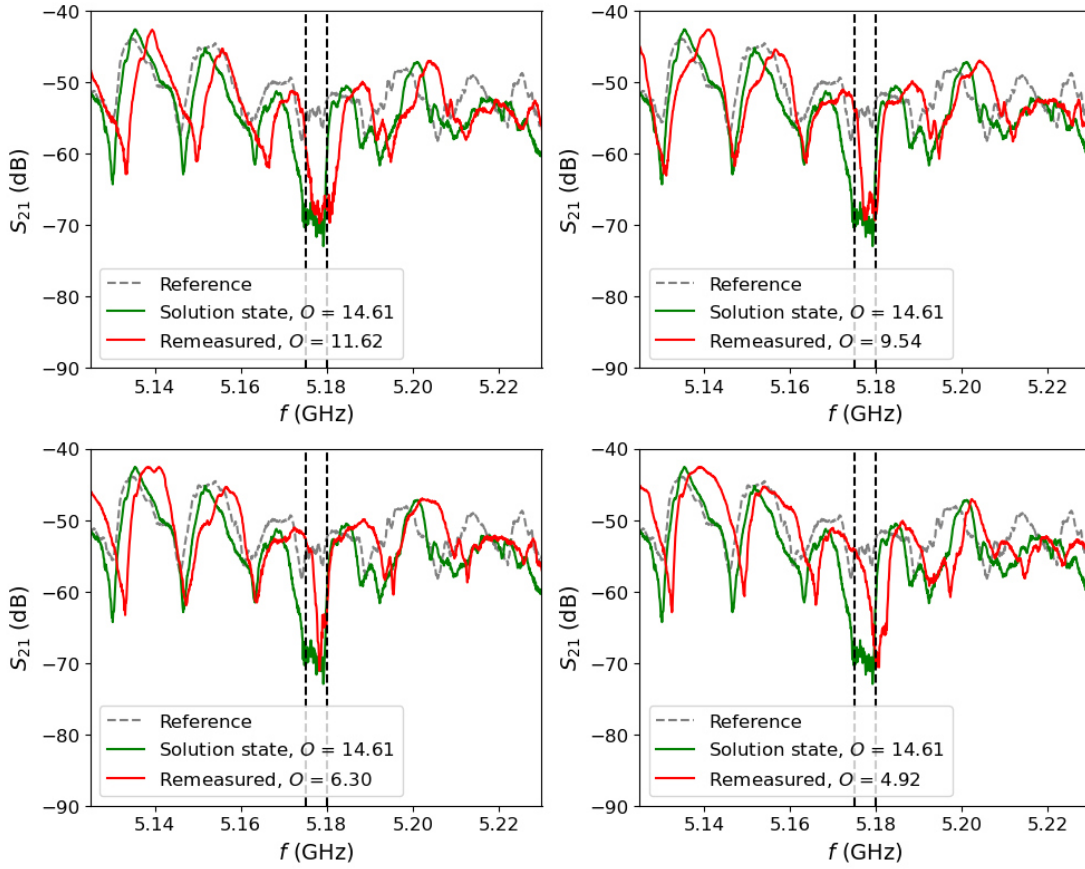 −40
−50
−60
−70
−80
−90
S21 (dB)
Reference
Solution state, O = 14.61
Remeasured, O = 11.62
5.14 5.16 5.18 5.20 5.22
f (GHz)
−40
−50
−60
−70
−80
−90
S21 (dB)
Reference
Solution state, O = 14.61
Remeasured, O = 9.54
5.14 5.16 5.18 5.20 5.22
f (GHz)
−40
−50
−60
−70
−80
−90
S21 (dB)
Reference
Solution state, O = 14.61
Remeasured, O = 6.30
5.14 5.16 5.18 5.20 5.22
f (GHz)
−40
−50
−60
−70
−80
−90
S21 (dB)
Reference
Solution state, O = 14.61
Remeasured, O = 4.92
5.14 5.16 5.18 5.20 5.22
f (GHz)